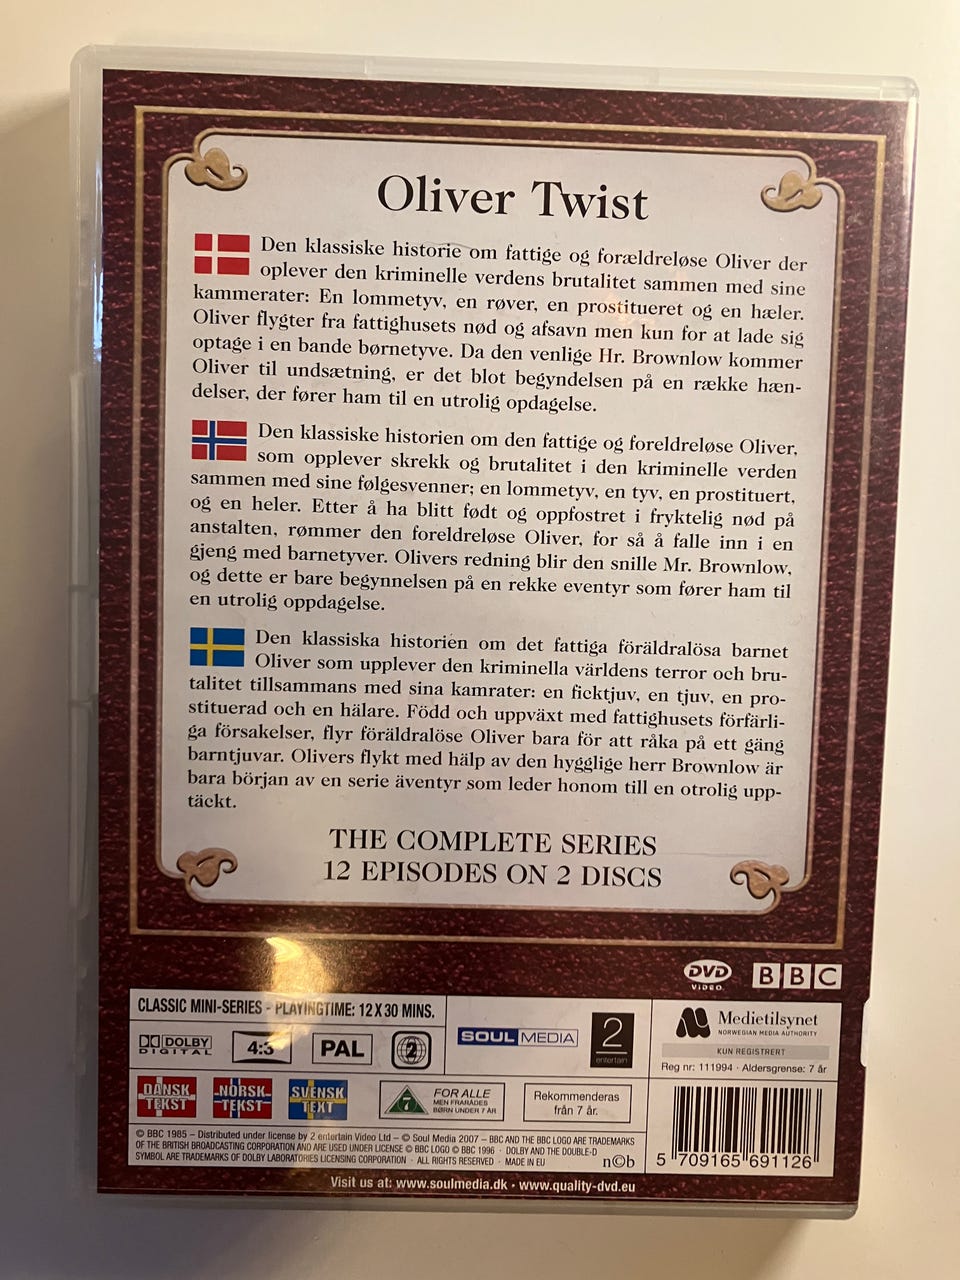 Oliver Twist
Den klassiske historie om fattige og forældreløse Oliver der
oplever den kriminelle verdens brutalitet sammen med sine
kammerater: En lommetyv, en røver, en prostitueret og en hæler.
Oliver flygter fra fattighusets nød og afsavn men kun for at lade sig
optage i en bande børnetyve. Da den venlige Hr. Brownlow kommer
Oliver til undsætning, er det blot begyndelsen på en række hæn-
delser, der fører ham til en utrolig opdagelse.
Den klassiske historien om den fattige og foreldreløse Oliver,
som opplever skrekk og brutalitet i den kriminelle verden
sammen med sine følgesvenner; en lommetyv, en tyv, en prostituert,
og en heler. Etter å ha blitt født og oppfostret i fryktelig nød på
anstalten, rømmer den foreldreløse Oliver, for så å falle inn i en
gjeng med barnetyver. Olivers redning blir den snille Mr. Brownlow,
og dette er bare begynnelsen på en rekke eventyr som fører ham til
en utrolig oppdagelse.
Den klassiska historien om det fattiga föräldralösa barnet
Oliver som upplever den kriminella världens terror och bru-
talitet tillsammans med sina kamrater: en ficktjuv, en tjuv, en pro-
stituerad och en hälare. Född och uppväxt med fattighusets förfärli-
ga försakelser, flyr föräldralöse Oliver bara för att råka på ett gäng
barntjuvar. Olivers flykt med hälp av den hygglige herr Brownlow är
bara början av en serie äventyr som leder honom till en otrolig upp-
täckt.
THE COMPLETE SERIES
12 EPISODES ON 2 DISCS
DVD VIDEO BBC
CLASSIC MINI-SERIES - PLAYINGTIME: 12 X 30 MINS.
DOLBY DIGITAL 4:3 PAL 2
SOUL MEDIA 2 entertain
Medietilsynet
NORWEGIAN MEDIA AUTHORITY
KUN REGISTRERT
Reg nr: 111994 · Aldersgrense: 7 år
DANSK TEKST NORSK TEKST SVENSK TEXT
7 FOR ALLE
MEN FRARÅDES
BØRN UNDER 7 ÅR
Rekommenderas
från 7 år.
© BBC 1985 – Distributed under license by 2 entertain Video Ltd – © Soul Media 2007 – BBC AND THE BBC LOGO ARE TRADEMARKS
OF THE BRITISH BROADCASTING CORPORATION AND ARE USED UNDER LICENSE © BBC LOGO © BBC 1996 · DOLBY AND THE DOUBLE-D
SYMBOL ARE TRADEMARKS OF DOLBY LABORATORIES LICENSING CORPORATION · ALL RIGHTS RESERVED · MADE IN EU
n©b
5 709165 691126
Visit us at: www.soulmedia.dk · www.quality-dvd.eu